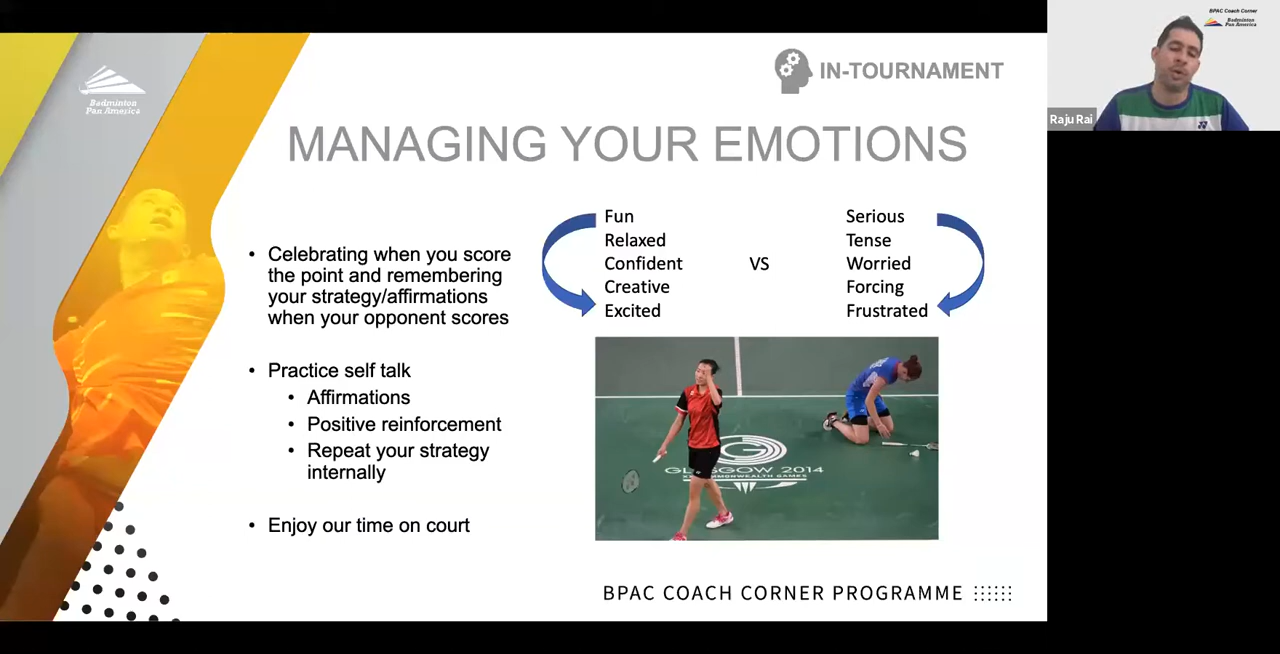 BPAC Coach Corner
Badminton
Pan America
Raju Rai
Badminton
Pan America
IN-TOURNAMENT
MANAGING YOUR EMOTIONS
• Celebrating when you score
the point and remembering
your strategy/affirmations
when your opponent scores
• Practice self talk
• Affirmations
• Positive reinforcement
• Repeat your strategy
internally
• Enjoy our time on court
Fun
Relaxed
Confident
Creative
Excited
VS
Serious
Tense
Worried
Forcing
Frustrated
GLASGOW 2014
XX COMMONWEALTH GAMES
BPAC COACH CORNER PROGRAMME